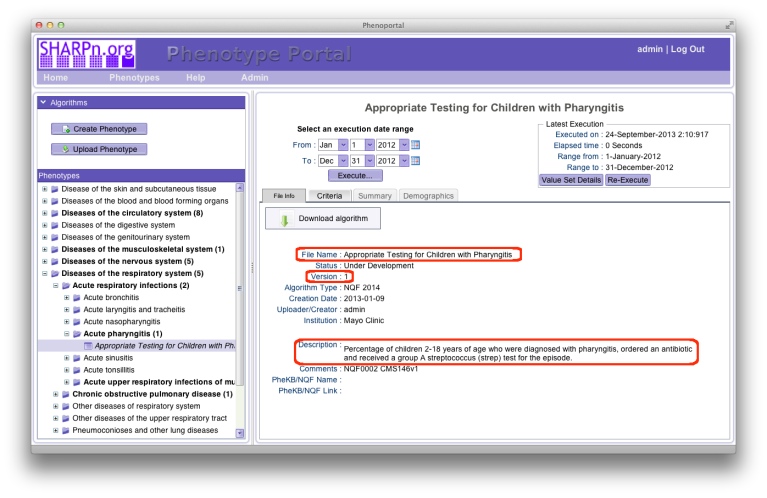 Phenoportal
SHARPn.org
Phenotype Portal
admin | Log Out
Home Phenotypes Help Admin
Algorithms
Create Phenotype
Upload Phenotype
Phenotypes
Disease of the skin and subcutaneous tissue
Diseases of the blood and blood forming organs
Diseases of the circulatory system (8)
Diseases of the digestive system
Diseases of the genitourinary system
Diseases of the musculoskeletal system (1)
Diseases of the nervous system (5)
Diseases of the respiratory system (5)
Acute respiratory infections (2)
Acute bronchitis
Acute laryngitis and tracheitis
Acute nasopharyngitis
Acute pharyngitis (1)
Appropriate Testing for Children with Pha
Acute sinusitis
Acute tonsillitis
Acute upper respiratory infections of mu
Chronic obstructive pulmonary disease (1)
Other diseases of respiratory system
Other diseases of the upper respiratory tract
Pneumoconioses and other lung diseases
Appropriate Testing for Children with Pharyngitis
Select an execution date range
From : Jan 1 2012
To : Dec 31 2012
Execute...
Latest Execution
Executed on : 24-September-2013 2:10:917
Elapsed time : 0 Seconds
Range from : 1-January-2012
Range to : 31-December-2012
Value Set Details Re-Execute
File Info Criteria Summary Demographics
Download algorithm
File Name : Appropriate Testing for Children with Pharyngitis
Status : Under Development
Version : 1
Algorithm Type : NQF 2014
Creation Date : 2013-01-09
Uploader/Creator : admin
Institution : Mayo Clinic
Description : Percentage of children 2-18 years of age who were diagnosed with pharyngitis, ordered an antibiotic
and received a group A streptococcus (strep) test for the episode.
Comments : NQF0002 CMS146v1
PheKB/NQF Name :
PheKB/NQF Link :